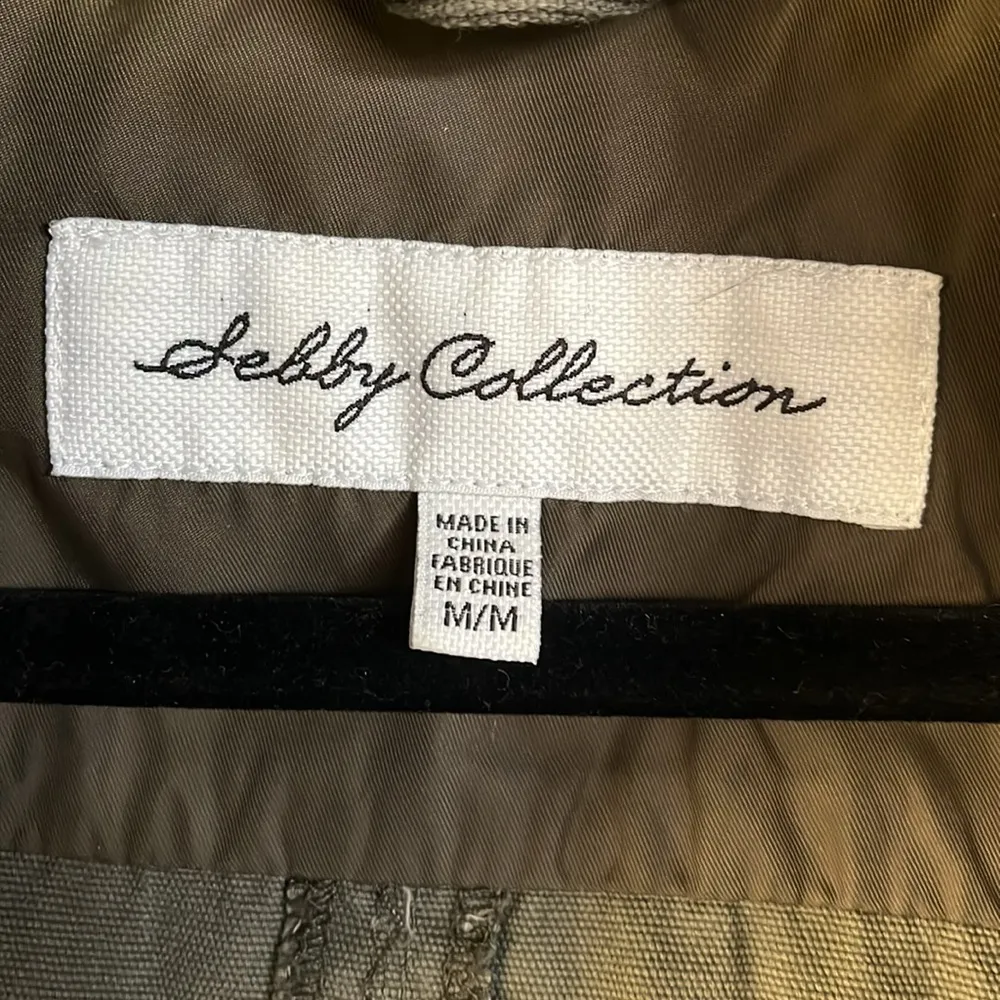 Sebby Collection
MADE IN
CHINA
FABRIQUE
EN CHINE
M/M